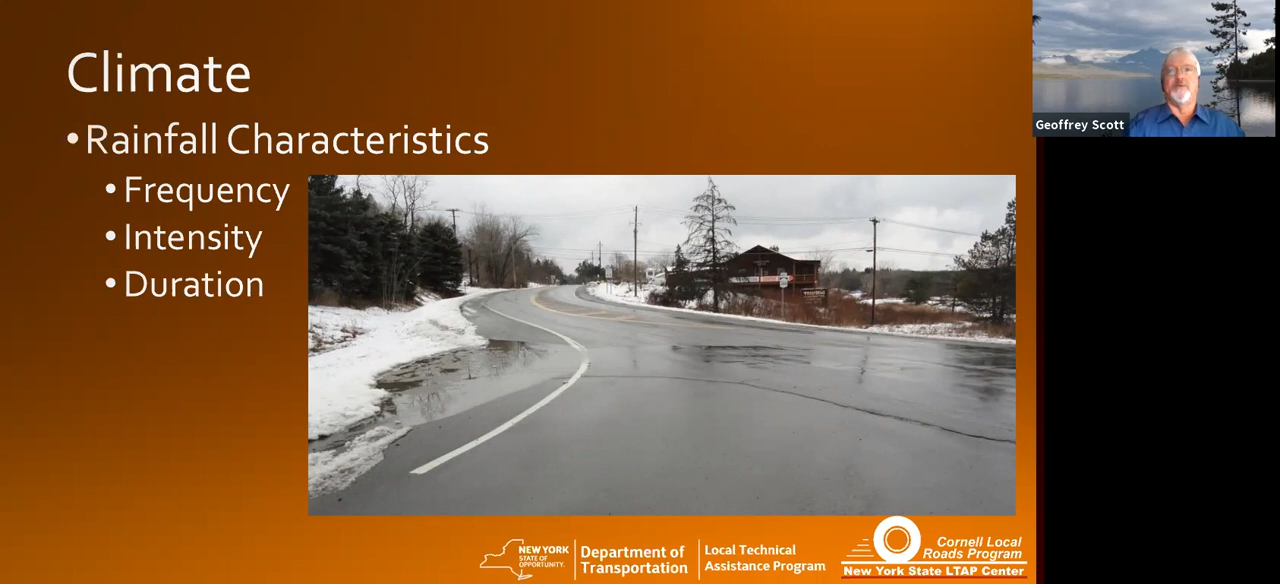 Climate
• Rainfall Characteristics
• Frequency
• Intensity
• Duration
Geoffrey Scott
NEW YORK
STATE OF
OPPORTUNITY.
Department of
Transportation
Local Technical
Assistance Program
Cornell Local
Roads Program
New York State LTAP Center